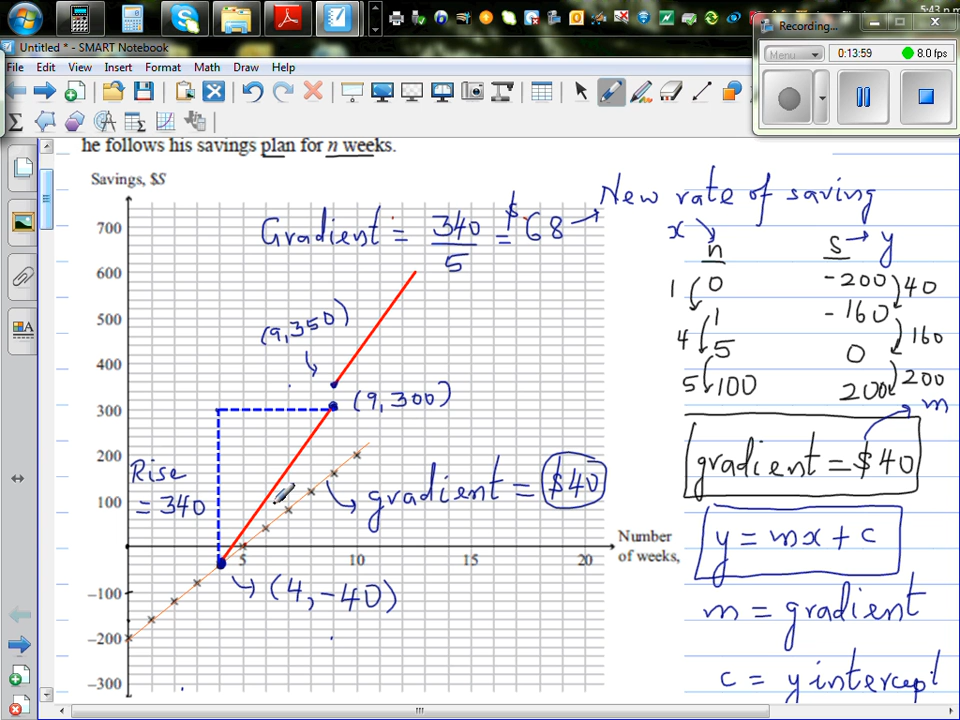 5:43 p.m
Recording...
Menu
0:13:59
8.0 fps
Untitled * - SMART Notebook
File Edit View Insert Format Math Draw Help
he follows his savings plan for n weeks.
Savings, $S
700
600
500
400
300
200
100
-100
-200
-300
5
10
15
20
Number
of weeks,
Gradient = 340/5 = $68
New rate of saving
(9,350)
(9,300)
Rise
= 340
gradient = $40
(4,-40)
x
n S → y
1 0 -200 40
4 1 -160 160
5 5 0 200
100 200
m
gradient = $40
y = mx + c
m = gradient
c = y intercept